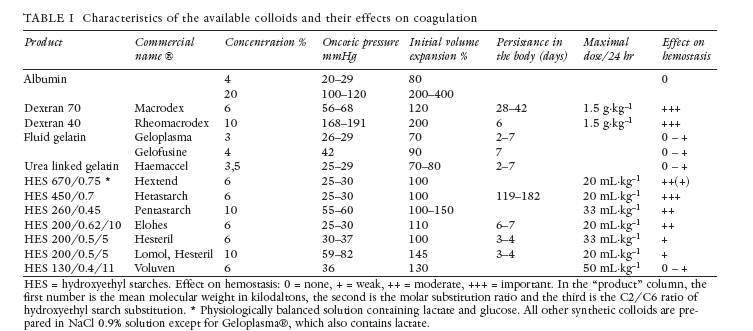 TABLE I Characteristics of the available colloids and their effects on coagulation
Product Commercial Concentration % Oncotic pressure Initial volume Persistance in Maximal Effect on
name ® mmHg expansion % the body (days) dose/24 hr hemostasis
Albumin 4 20–29 80 0
20 100–120 200–400
Dextran 70 Macrodex 6 56–68 120 28–42 1.5 g·kg–1 +++
Dextran 40 Rheomacrodex 10 168–191 200 6 1.5 g·kg–1 +++
Fluid gelatin Geloplasma 3 26–29 70 2–7 0 – +
Gelofusine 4 42 90 7 0 – +
Urea linked gelatin Haemaccel 3,5 25–29 70–80 2–7 0 – +
HES 670/0.75 * Hextend 6 25–30 100 20 mL·kg–1 ++(+)
HES 450/0.7 Hetastarch 6 25–30 100 119–182 20 mL·kg–1 +++
HES 260/0.45 Pentastarch 10 55–60 100–150 33 mL·kg–1 ++
HES 200/0.62/10 Elohes 6 25–30 110 6–7 20 mL·kg–1 ++
HES 200/0.5/5 Hesteril 6 30–37 100 3–4 33 mL·kg–1 +
HES 200/0.5/5 Lomol, Hesteril 10 59–82 145 3–4 20 mL·kg–1 +
HES 130/0.4/11 Voluven 6 36 130 50 mL·kg–1 0 – +
HES = hydroxyethyl starches. Effect on hemostasis: 0 = none, + = weak, ++ = moderate, +++ = important. In the “product” column, the
first number is the mean molecular weight in kilodaltons, the second is the molar substitution ratio and the third is the C2/C6 ratio of
hydroxyethyl starch substitution. * Physiologically balanced solution containing lactate and glucose. All other synthetic colloids are pre-
pared in NaCl 0.9% solution except for Geloplasma®, which also contains lactate.